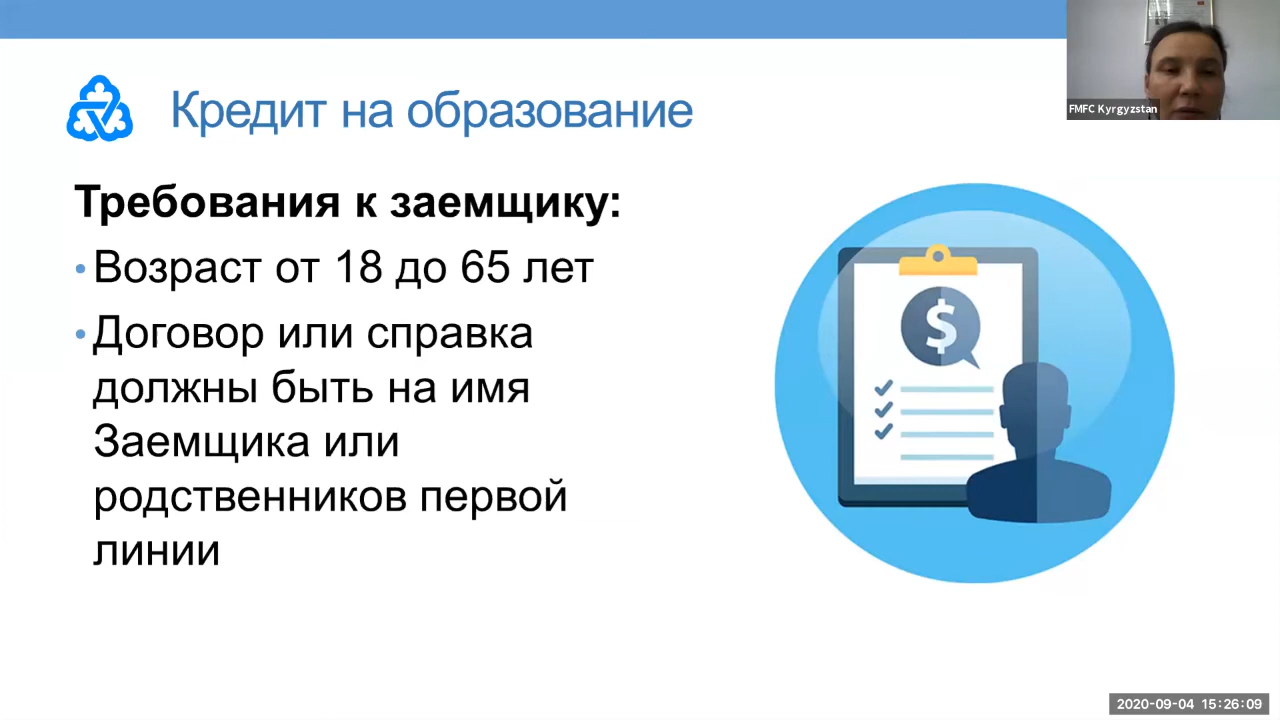 FMFC Kyrgyzstan
Кредит на образование
Требования к заемщику:
• Возраст от 18 до 65 лет
• Договор или справка
должны быть на имя
Заемщика или
родственников первой
линии
$
2020-09-04 15:26:09